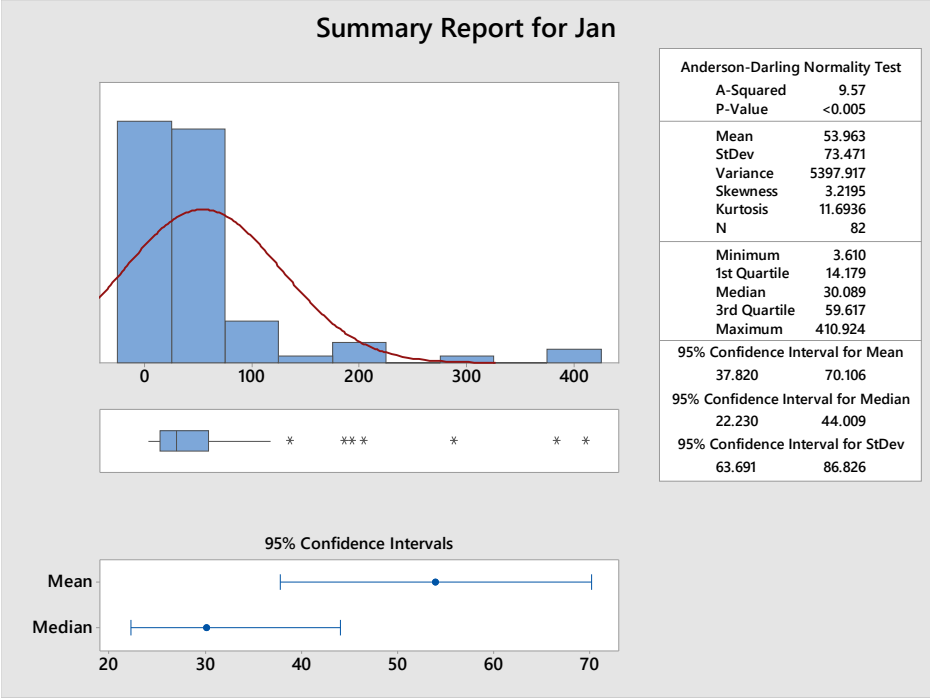 Summary Report for Jan
0 100 200 300 400
95% Confidence Intervals
Mean
Median
20 30 40 50 60 70
Anderson-Darling Normality Test
A-Squared 9.57
P-Value <0.005
Mean 53.963
StDev 73.471
Variance 5397.917
Skewness 3.2195
Kurtosis 11.6936
N 82
Minimum 3.610
1st Quartile 14.179
Median 30.089
3rd Quartile 59.617
Maximum 410.924
95% Confidence Interval for Mean
37.820 70.106
95% Confidence Interval for Median
22.230 44.009
95% Confidence Interval for StDev
63.691 86.826